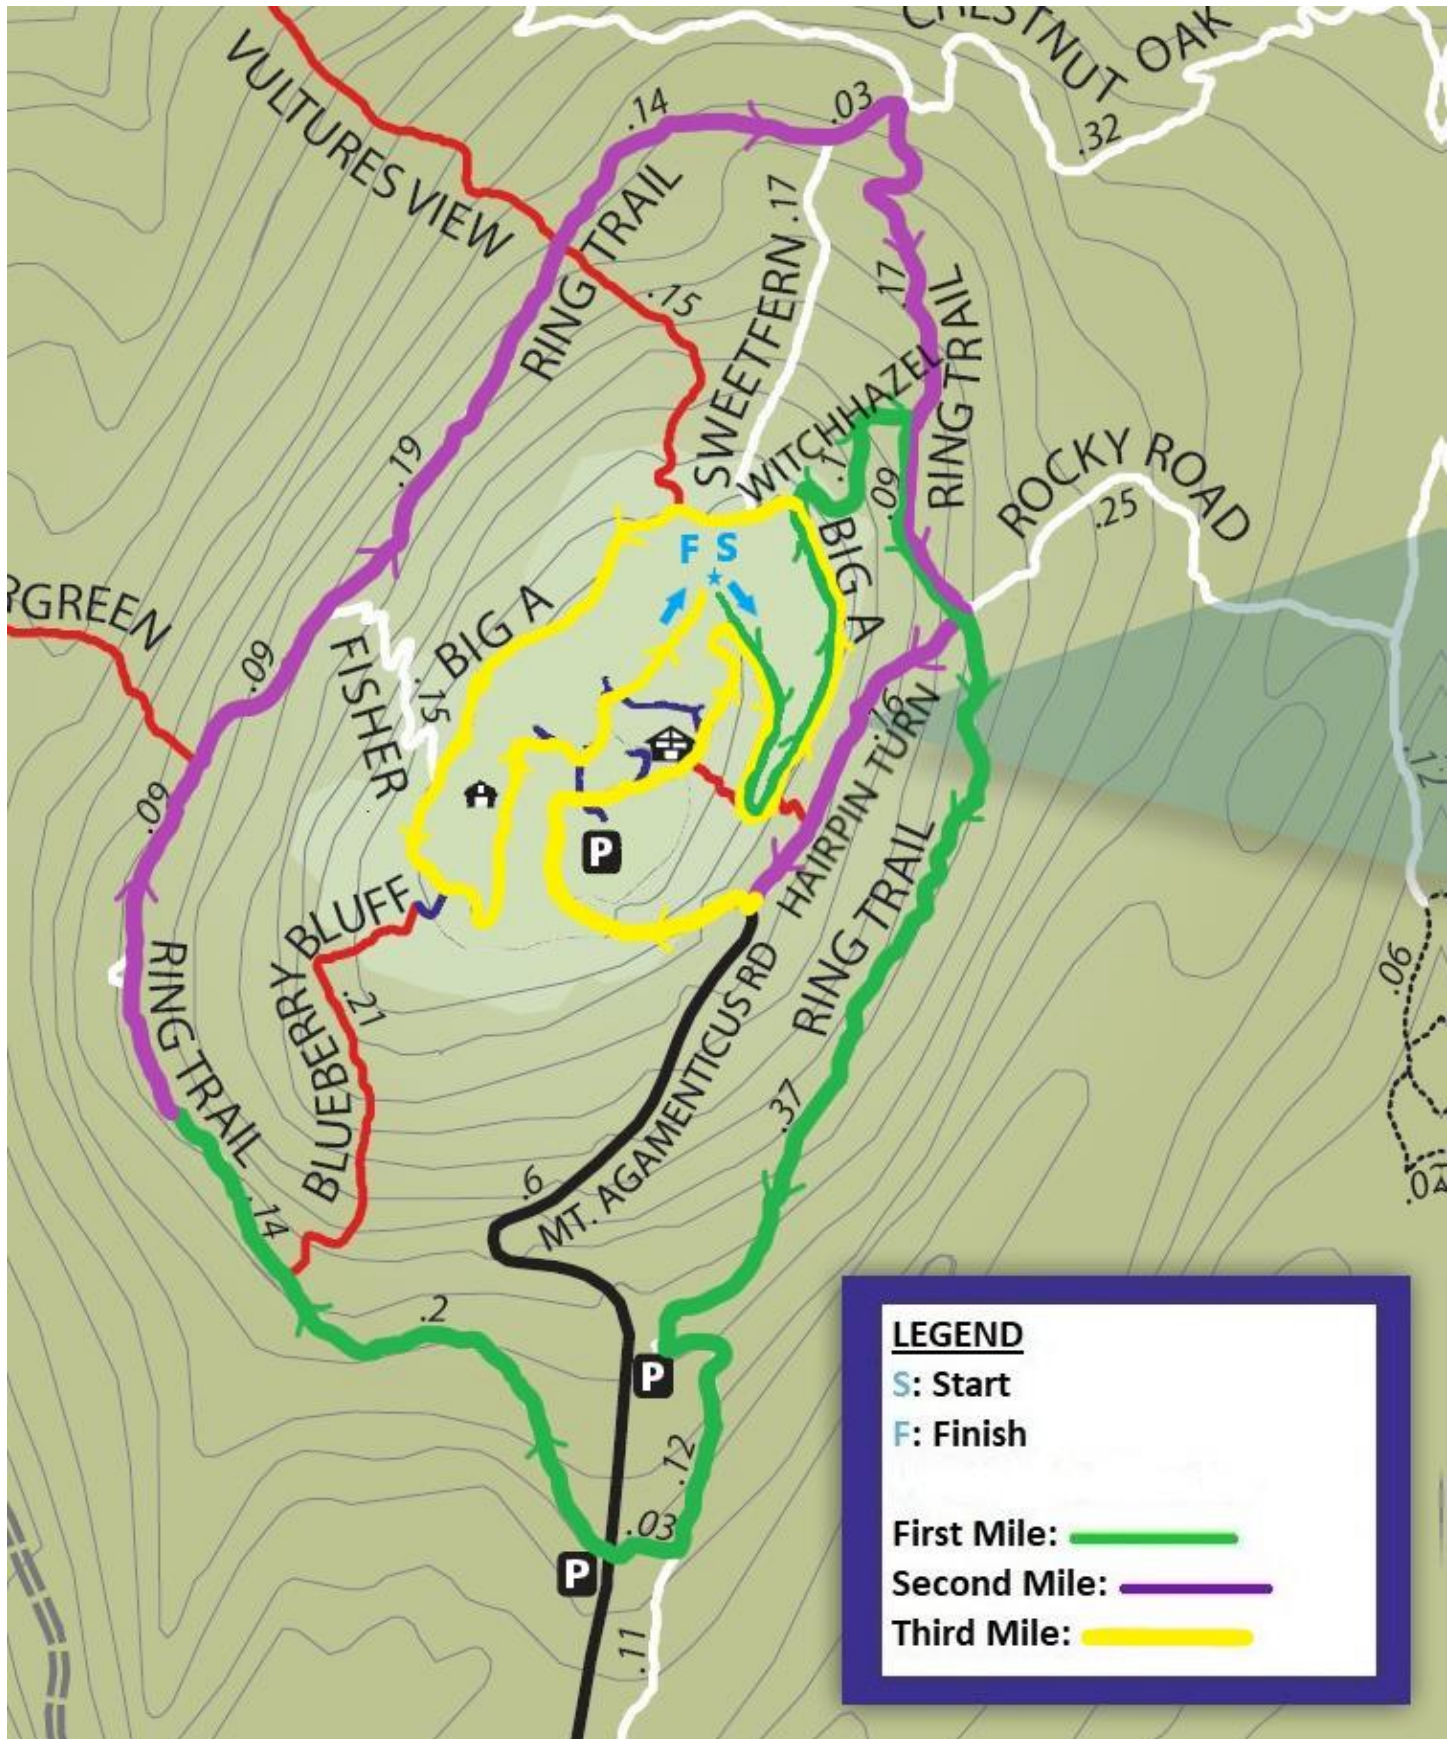 CHESTNUT OAK
.32
VULTURES VIEW
.14
.03
RING TRAIL
.17
.15
SWEETFERN
.17
RING TRAIL
WITCHHAZEL
.1
.09
.19
ROCKY ROAD
.25
F S
BIG A
BIG A
RGREEN
FISHER
.15
.09
.09
.16
HAIRPIN TURN
.12
P
RING TRAIL
BLUEBERRY BLUFF
.21
RING TRAIL
.06
MT. AGAMENTICUS RD
.37
.6
.14
.2
P
.12
.03
P
.11
LEGEND
S: Start
F: Finish
First Mile:
Second Mile:
Third Mile: